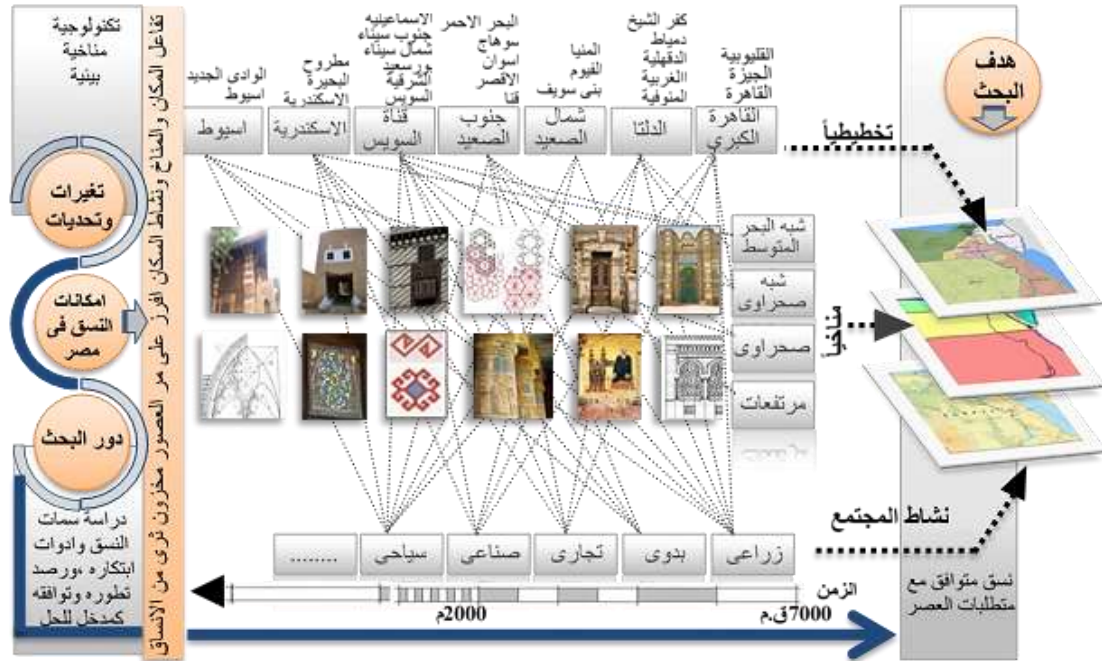 هدف
البحث
القليوبية
الجيزة
القاهرة
القاهرة
الكبري
كفر الشيخ
دمياط
الدقهلية
الغربية
المنوفية
الدلتا
المنيا
الفيوم
بنى سويف
شمال
الصعيد
البحر الاحمر
سوهاج
اسوان
الاقصر
قنا
جنوب
الصعيد
الاسماعيليه
جنوب سيناء
شمال سيناء
بورسعيد
الشرقية
السويس
قناة
السويس
مطروح
البحيرة
الاسكندرية
الاسكندرية
الوادى الجديد
اسيوط
اسيوط
تخطيطياً
شبه البحر
المتوسط
شبه
صحراوى
صحراوى
مرتفعات
مناخياً
نشاط المجتمع
زراعى
بدوى
تجارى
صناعى
سياحى
........
الزمن
7000ق.م
2000م
نسق متوافق مع
متطلبات العصر
تفاعل المكان والمناخ ونشاط السكان افرز على مر العصور مخزون ثرى من الانساق
تكنولوجية
مناخية
بيئية
تغيرات
وتحديات
امكانات
النسق فى
مصر
دور البحث
دراسة سمات
النسق وادوات
ابتكاره ،ورصد
تطوره وتوافقه
كمدخل للحل